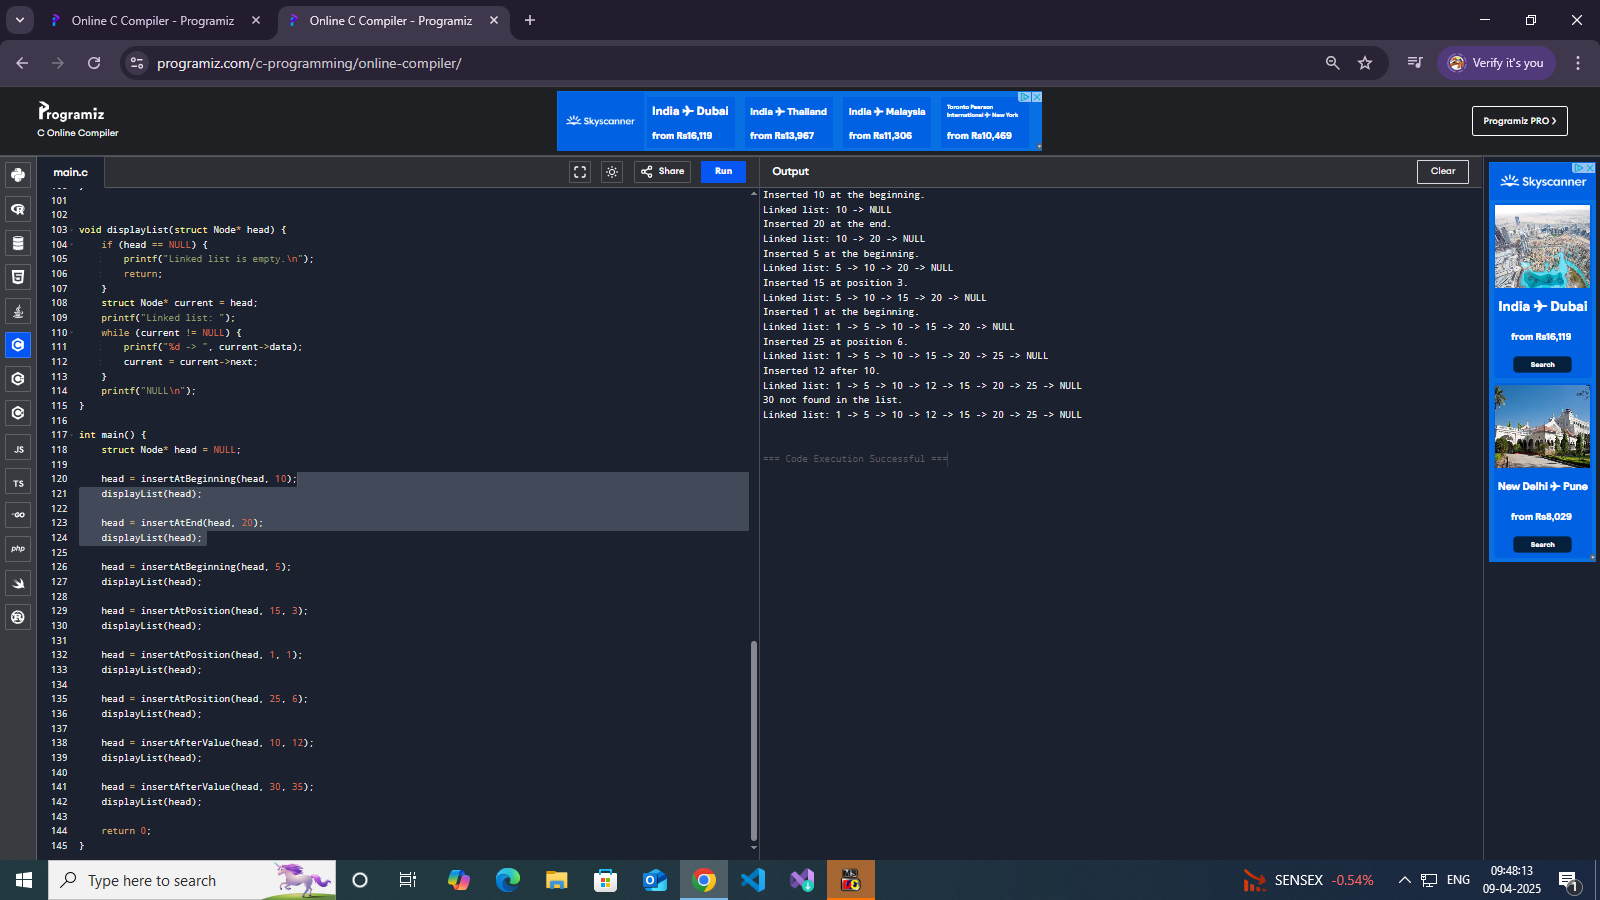 Online C Compiler - Programiz
Online C Compiler - Programiz
programiz.com/c-programming/online-compiler/
Verify it's you
Programiz
C Online Compiler
Skyscanner
India ✈ Dubai
from Rs16,119
India ✈ Thailand
from Rs13,967
India ✈ Malaysia
from Rs11,306
Toronto Pearson
International ✈ New York
from Rs10,469
Programiz PRO >
main.c
Share
Run
Output
Clear
101
102
103 void displayList(struct Node* head) {
104     if (head == NULL) {
105         printf("Linked list is empty.\n");
106         return;
107     }
108     struct Node* current = head;
109     printf("Linked list: ");
110     while (current != NULL) {
111         printf("%d -> ", current->data);
112         current = current->next;
113     }
114     printf("NULL\n");
115 }
116
117 int main() {
118     struct Node* head = NULL;
119
120     head = insertAtBeginning(head, 10);
121     displayList(head);
122
123     head = insertAtEnd(head, 20);
124     displayList(head);
125
126     head = insertAtBeginning(head, 5);
127     displayList(head);
128
129     head = insertAtPosition(head, 15, 3);
130     displayList(head);
131
132     head = insertAtPosition(head, 1, 1);
133     displayList(head);
134
135     head = insertAtPosition(head, 25, 6);
136     displayList(head);
137
138     head = insertAfterValue(head, 10, 12);
139     displayList(head);
140
141     head = insertAfterValue(head, 30, 35);
142     displayList(head);
143
144     return 0;
145 }
Inserted 10 at the beginning.
Linked list: 10 -> NULL
Inserted 20 at the end.
Linked list: 10 -> 20 -> NULL
Inserted 5 at the beginning.
Linked list: 5 -> 10 -> 20 -> NULL
Inserted 15 at position 3.
Linked list: 5 -> 10 -> 15 -> 20 -> NULL
Inserted 1 at the beginning.
Linked list: 1 -> 5 -> 10 -> 15 -> 20 -> NULL
Inserted 25 at position 6.
Linked list: 1 -> 5 -> 10 -> 15 -> 20 -> 25 -> NULL
Inserted 12 after 10.
Linked list: 1 -> 5 -> 10 -> 12 -> 15 -> 20 -> 25 -> NULL
30 not found in the list.
Linked list: 1 -> 5 -> 10 -> 12 -> 15 -> 20 -> 25 -> NULL
=== Code Execution Successful ===
Skyscanner
India ✈ Dubai
from Rs16,119
Search
New Delhi ✈ Pune
from Rs8,029
Search
JS
TS
GO
php
Type here to search
SENSEX -0.54%
ENG
09:48:13
09-04-2025
1